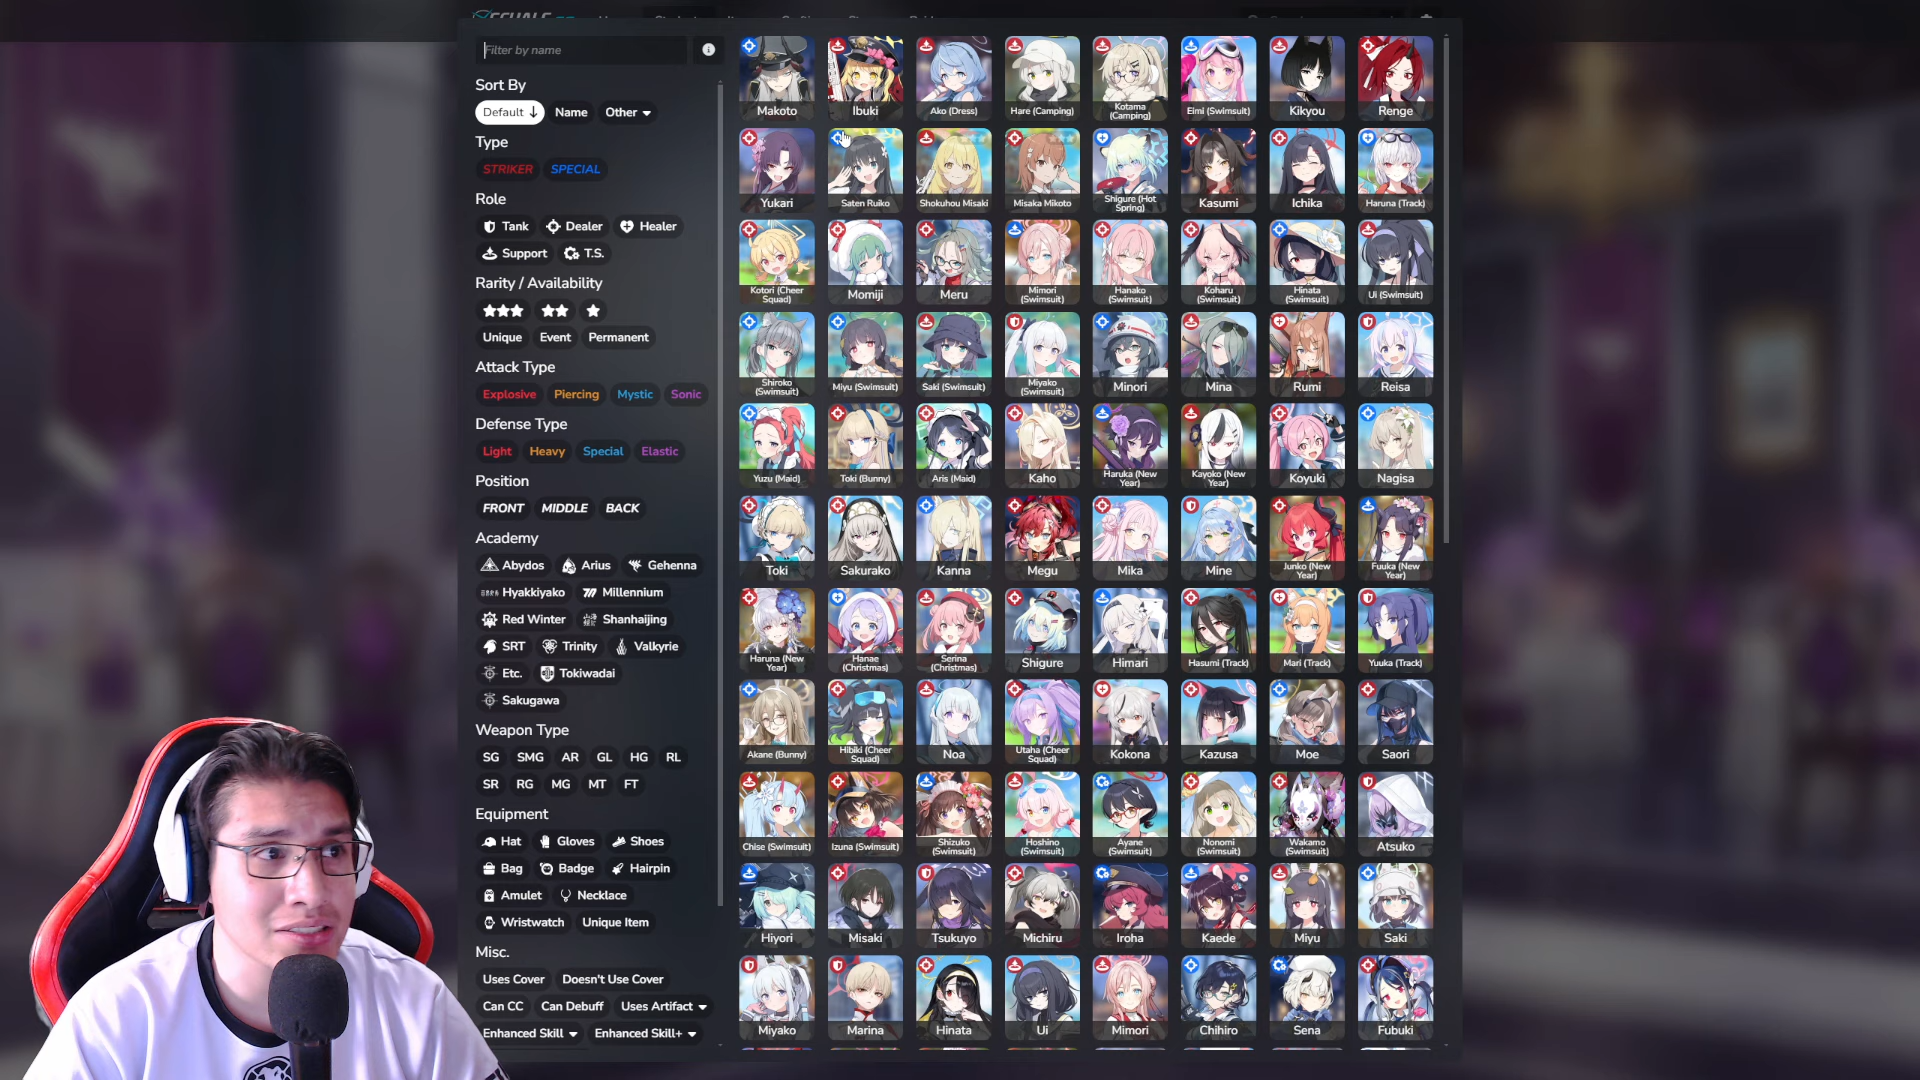 Filter by name
Sort By
Default ↓ Name Other
Type
STRIKER SPECIAL
Role
Tank Dealer Healer
Support T.S.
Rarity / Availability
Unique Event Permanent
Attack Type
Explosive Piercing Mystic Sonic
Defense Type
Light Heavy Special Elastic
Position
FRONT MIDDLE BACK
Academy
Abydos Arius Gehenna
Hyakkiyako Millennium
Red Winter Shanhaijing
SRT Trinity Valkyrie
Etc. Tokiwadai
Sakugawa
Weapon Type
SG SMG AR GL HG RL
SR RG MG MT FT
Equipment
Hat Gloves Shoes
Bag Badge Hairpin
Amulet Necklace
Wristwatch Unique Item
Misc.
Uses Cover Doesn't Use Cover
Can CC Can Debuff Uses Artifact
Enhanced Skill Enhanced Skill+
Makoto Ibuki Ako (Dress) Hare (Camping) Kotama (Camping) Eimi (Swimsuit) Kikyou Renge
Yukari Saten Ruiko Shokuhou Misaki Misaka Mikoto Shigure (Hot Spring) Kasumi Ichika Haruna (Track)
Kotori (Cheer Squad) Momiji Meru Mimori (Swimsuit) Hanako (Swimsuit) Koharu (Swimsuit) Hinata (Swimsuit) Ui (Swimsuit)
Shiroko (Swimsuit) Miyu (Swimsuit) Saki (Swimsuit) Miyako (Swimsuit) Minori Mina Rumi Reisa
Yuzu (Maid) Toki (Bunny) Aris (Maid) Kaho Haruka (New Year) Kayoko (New Year) Koyuki Nagisa
Toki Sakurako Kanna Megu Mika Mine Junko (New Year) Fuuka (New Year)
Haruna (New Year) Hanae (Christmas) Serina (Christmas) Shigure Himari Hasumi (Track) Mari (Track) Yuuka (Track)
Akane (Bunny) Hibiki (Cheer Squad) Noa Utaha (Cheer Squad) Kokona Kazusa Moe Saori
Chise (Swimsuit) Izuna (Swimsuit) Shizuko (Swimsuit) Hoshino (Swimsuit) Ayane (Swimsuit) Nonomi (Swimsuit) Wakamo (Swimsuit) Atsuko
Hiyori Misaki Tsukuyo Michiru Iroha Kaede Miyu Saki
Miyako Marina Hinata Ui Mimori Chihiro Sena Fubuki